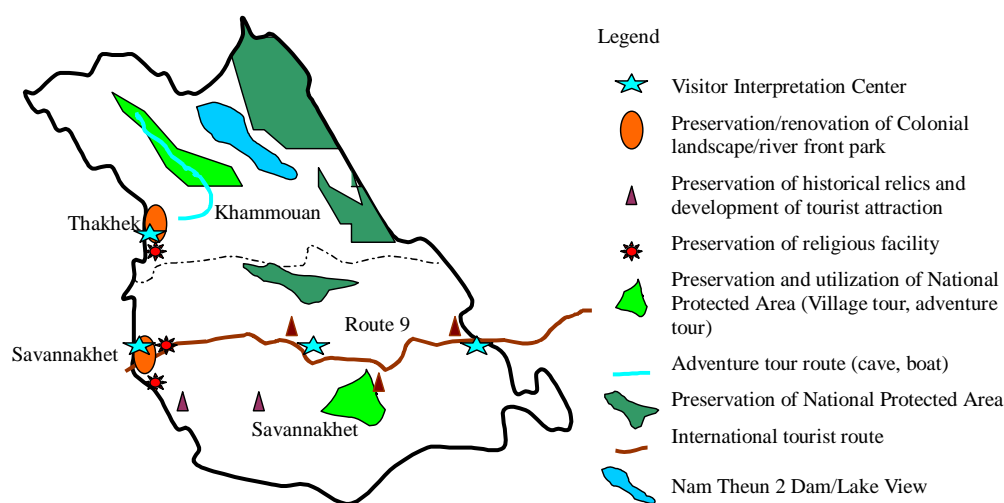 Thakhek
Khammouan
Route 9
Savannakhet
Savannakhet
Legend
Visitor Interpretation Center
Preservation/renovation of Colonial
landscape/river front park
Preservation of historical relics and
development of tourist attraction
Preservation of religious facility
Preservation and utilization of National
Protected Area (Village tour, adventure
tour)
Adventure tour route (cave, boat)
Preservation of National Protected Area
International tourist route
Nam Theun 2 Dam/Lake View